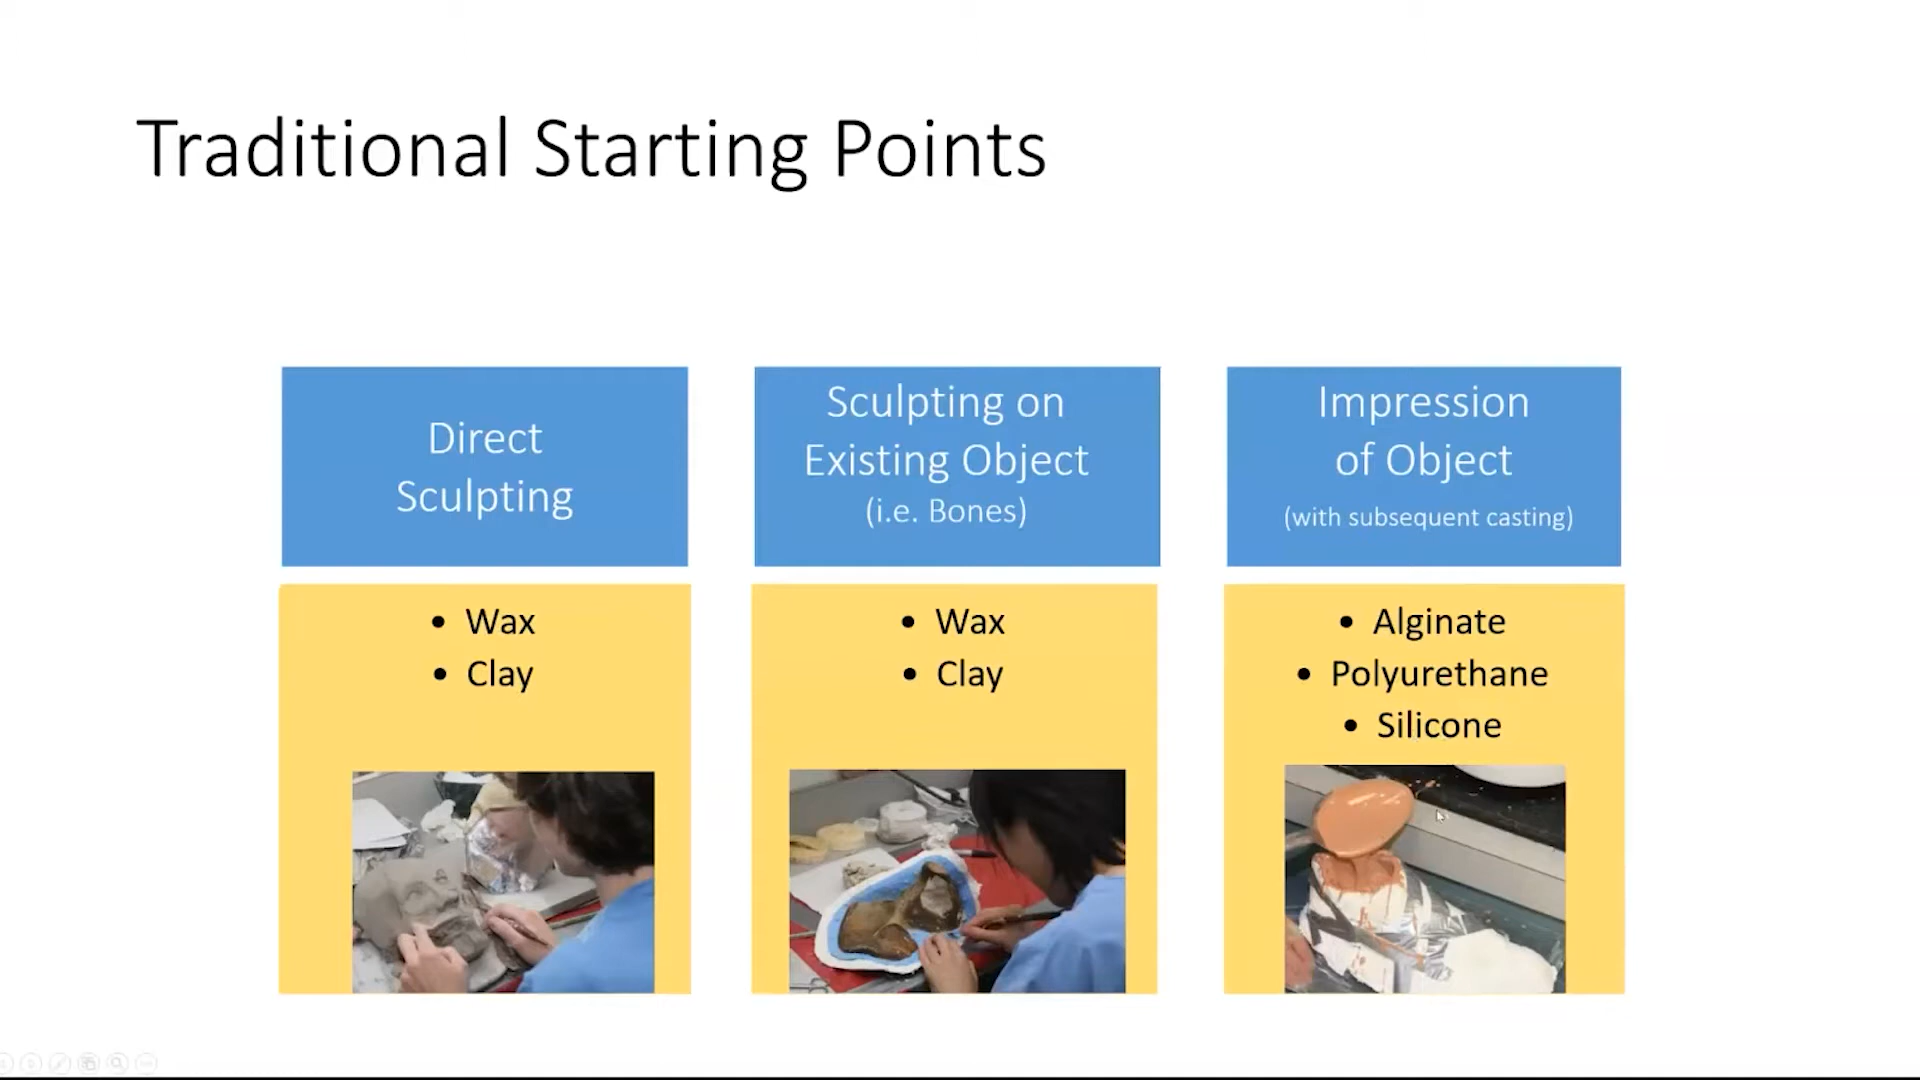 Traditional Starting Points
Direct
Sculpting
• Wax
• Clay
Sculpting on
Existing Object
(i.e. Bones)
• Wax
• Clay
Impression
of Object
(with subsequent casting)
• Alginate
• Polyurethane
• Silicone